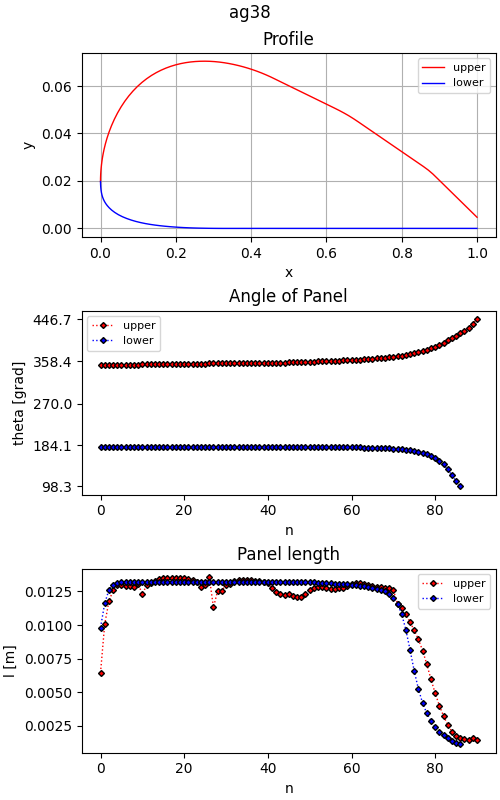 ag38
Profile
upper
lower
y
0.06
0.04
0.02
0.00
0.0 0.2 0.4 0.6 0.8 1.0
x
Angle of Panel
upper
lower
theta [grad]
446.7
358.4
270.0
184.1
98.3
0 20 40 60 80
n
Panel length
upper
lower
l [m]
0.0125
0.0100
0.0075
0.0050
0.0025
0 20 40 60 80
n